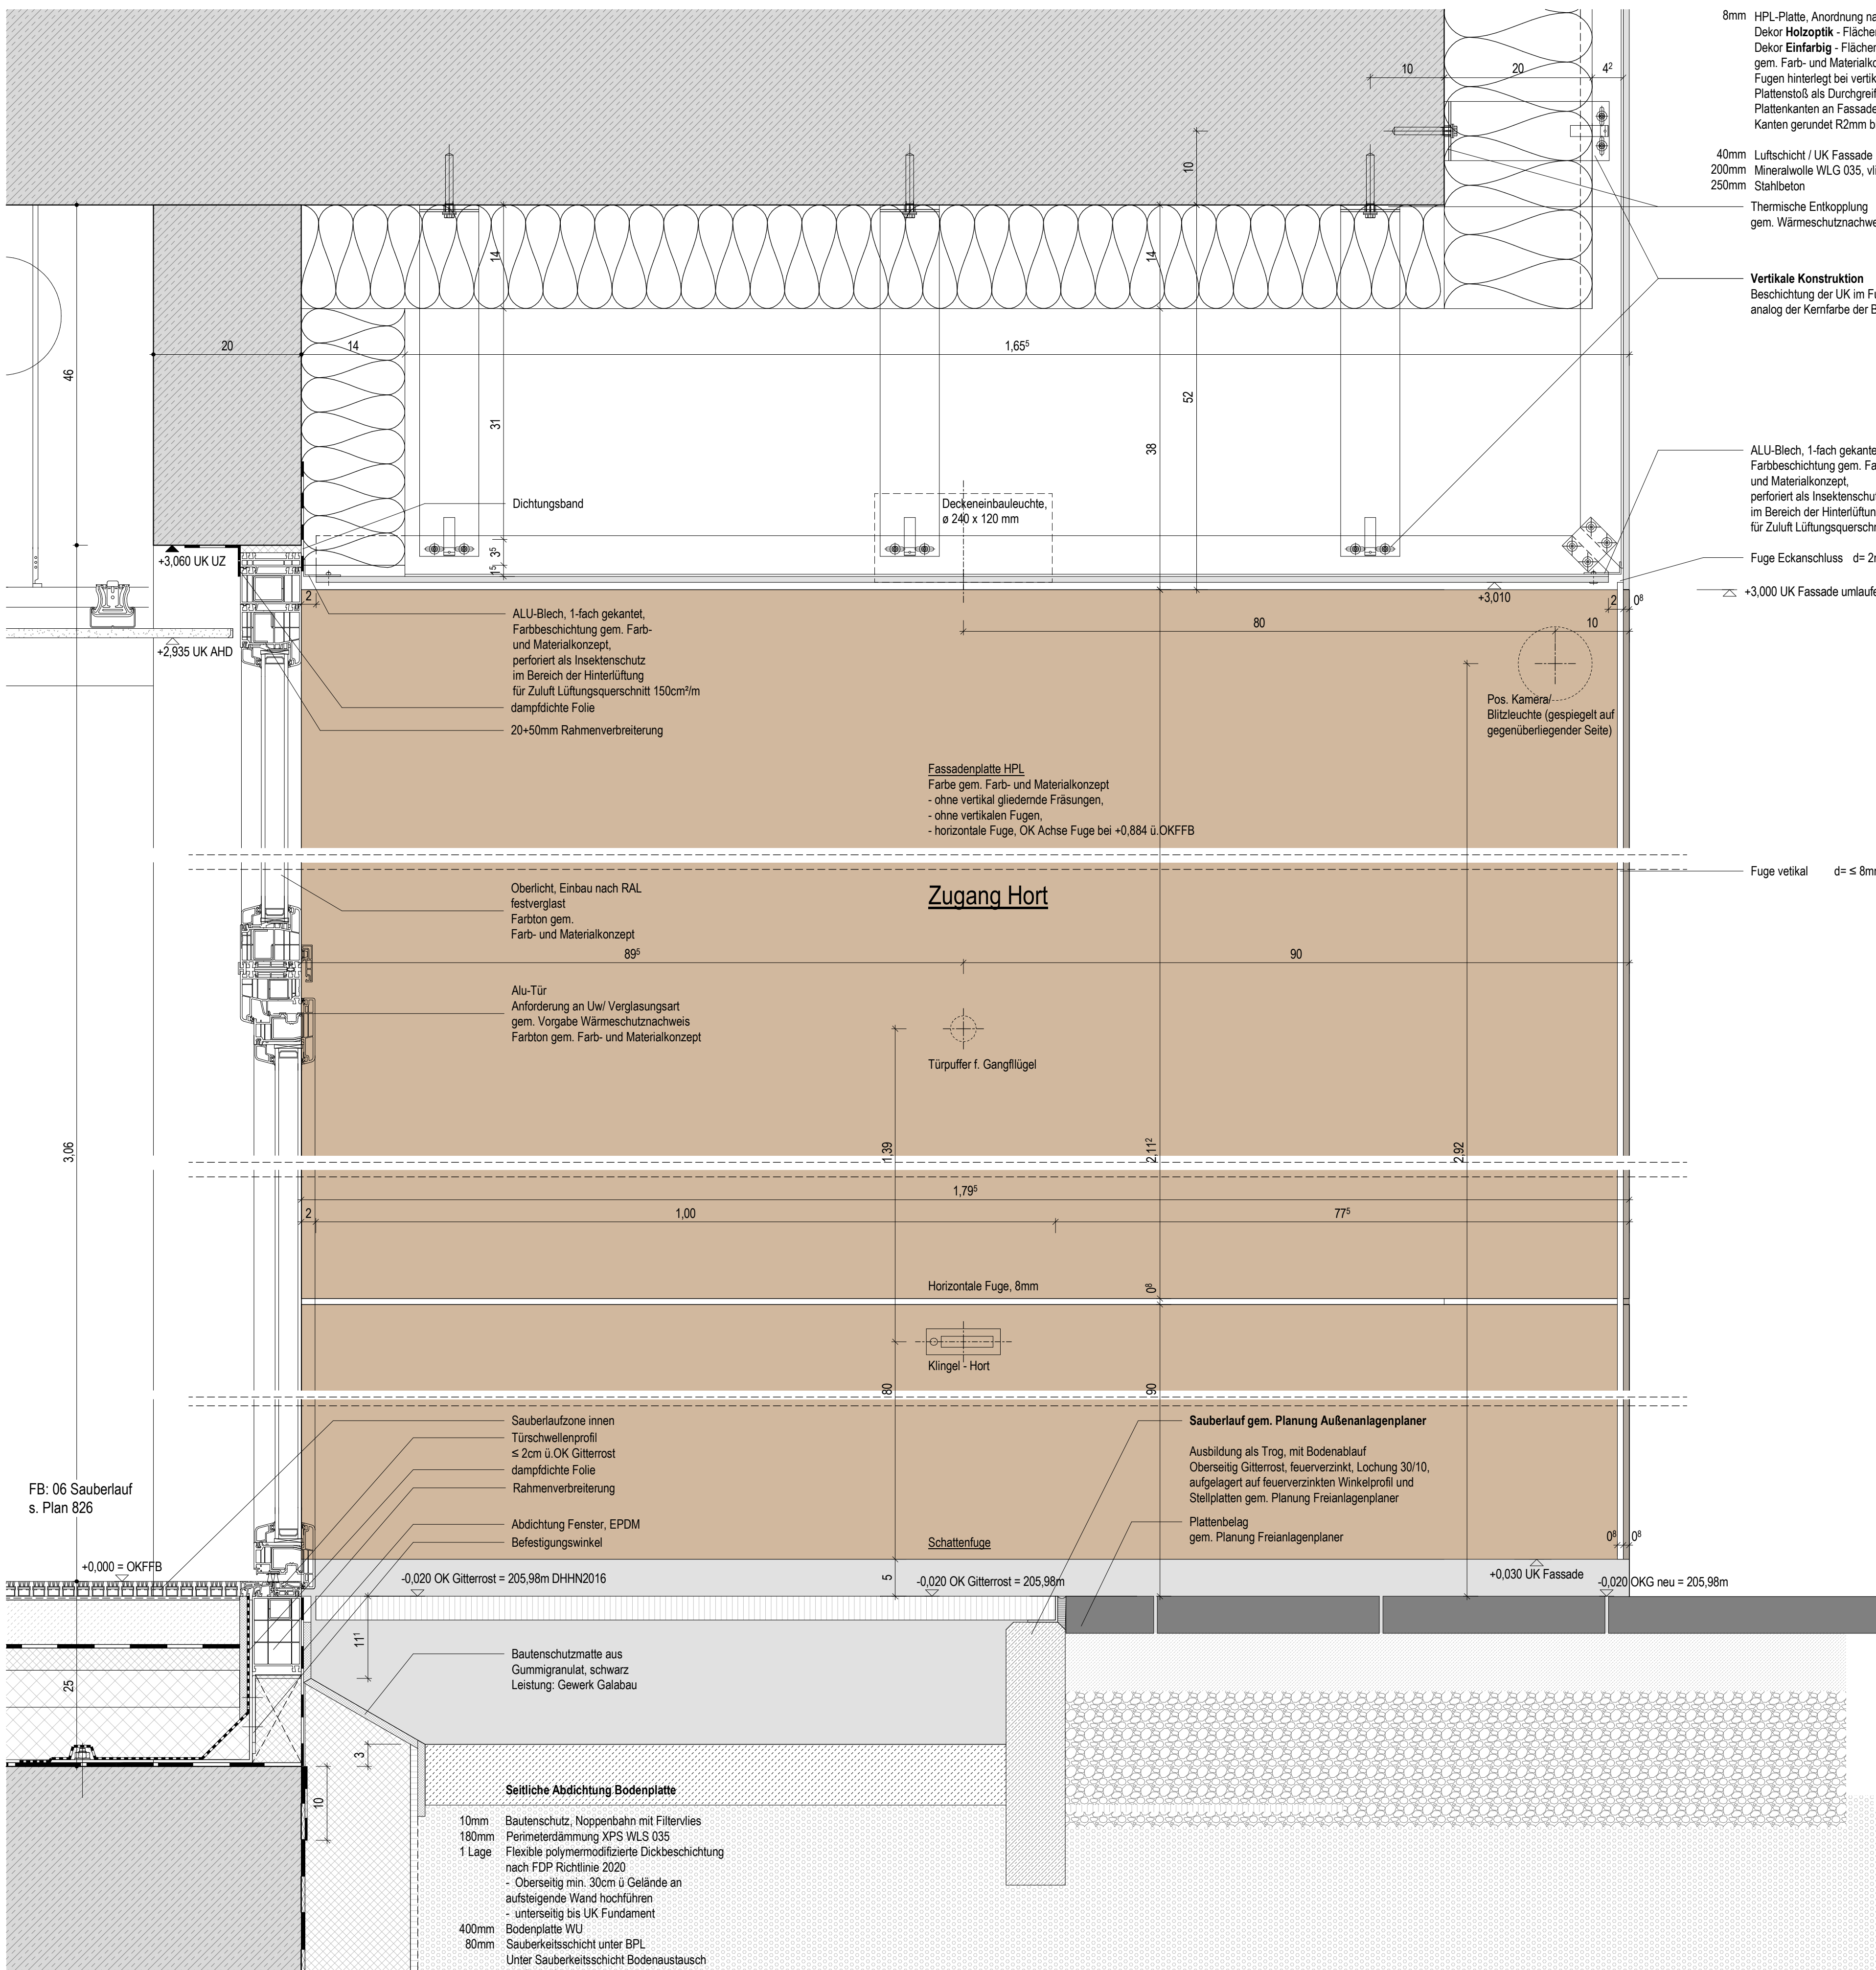 8mm HPL-Platte, Anordnung na
Dekor Holzoptik - Flächen
Dekor Einfarbig - Flächen
gem. Farb- und Materialko
Fugen hinterlegt bei vertik
Plattenstoß als Durchgreif
Plattenkanten an Fassade
Kanten gerundet R2mm b
40mm Luftschicht / UK Fassade
200mm Mineralwolle WLG 035, vli
250mm Stahlbeton
Thermische Entkopplung
gem. Wärmeschutznachwe
Vertikale Konstruktion
Beschichtung der UK im Fu
analog der Kernfarbe der B
ALU-Blech, 1-fach gekante
Farbbeschichtung gem. Fa
und Materialkonzept,
perforiert als Insektenschut
im Bereich der Hinterlüftun
für Zuluft Lüftungsquerschn
Fuge Eckanschluss d= 2m
+3,000 UK Fassade umlaufe
Fuge vetikal d= ≤ 8mm
10 20 4²
10
14 14
20 14 1,65⁵
46
31
52
38
Dichtungsband
Deckeneinbauleuchte,
ø 240 x 120 mm
3⁵
1⁵
+3,060 UK UZ
+2,935 UK AHD
2
+3,010
2 0⁸
80 10
ALU-Blech, 1-fach gekantet,
Farbbeschichtung gem. Farb-
und Materialkonzept,
perforiert als Insektenschutz
im Bereich der Hinterlüftung
für Zuluft Lüftungsquerschnitt 150cm²/m
dampfdichte Folie
20+50mm Rahmenverbreiterung
Pos. Kamera/
Blitzleuchte (gespiegelt auf
gegenüberliegender Seite)
Fassadenplatte HPL
Farbe gem. Farb- und Materialkonzept
- ohne vertikal gliedernde Fräsungen,
- ohne vertikalen Fugen,
- horizontale Fuge, OK Achse Fuge bei +0,884 ü.OKFFB
Oberlicht, Einbau nach RAL
festverglast
Farbton gem.
Farb- und Materialkonzept
Zugang Hort
89⁵ 90
Alu-Tür
Anforderung an Uw/ Verglasungsart
gem. Vorgabe Wärmeschutznachweis
Farbton gem. Farb- und Materialkonzept
Türpuffer f. Gangfllügel
3,06
1,39
2,11²
2,92
1,79⁵
2 1,00 77⁵
Horizontale Fuge, 8mm
0⁸
Klingel - Hort
80
90
Sauberlaufzone innen
Türschwellenprofil
≤ 2cm ü.OK Gitterrost
dampfdichte Folie
Rahmenverbreiterung
Abdichtung Fenster, EPDM
Befestigungswinkel
Sauberlauf gem. Planung Außenanlagenplaner
Ausbildung als Trog, mit Bodenablauf
Oberseitig Gitterrost, feuerverzinkt, Lochung 30/10,
aufgelagert auf feuerverzinkten Winkelprofil und
Stellplatten gem. Planung Freianlagenplaner
Plattenbelag
gem. Planung Freianlagenplaner
FB: 06 Sauberlauf
s. Plan 826
Schattenfuge
0⁸ 0⁸
+0,000 = OKFFB
-0,020 OK Gitterrost = 205,98m DHHN2016
5
-0,020 OK Gitterrost = 205,98m
+0,030 UK Fassade
-0,020 OKG neu = 205,98m
11¹
25
3
10
Bautenschutzmatte aus
Gummigranulat, schwarz
Leistung: Gewerk Galabau
Seitliche Abdichtung Bodenplatte
10mm Bautenschutz, Noppenbahn mit Filtervlies
180mm Perimeterdämmung XPS WLS 035
1 Lage Flexible polymermodifizierte Dickbeschichtung
nach FDP Richtlinie 2020
- Oberseitig min. 30cm ü Gelände an
aufsteigende Wand hochführen
- unterseitig bis UK Fundament
400mm Bodenplatte WU
80mm Sauberkeitsschicht unter BPL
Unter Sauberkeitsschicht Bodenaustausch